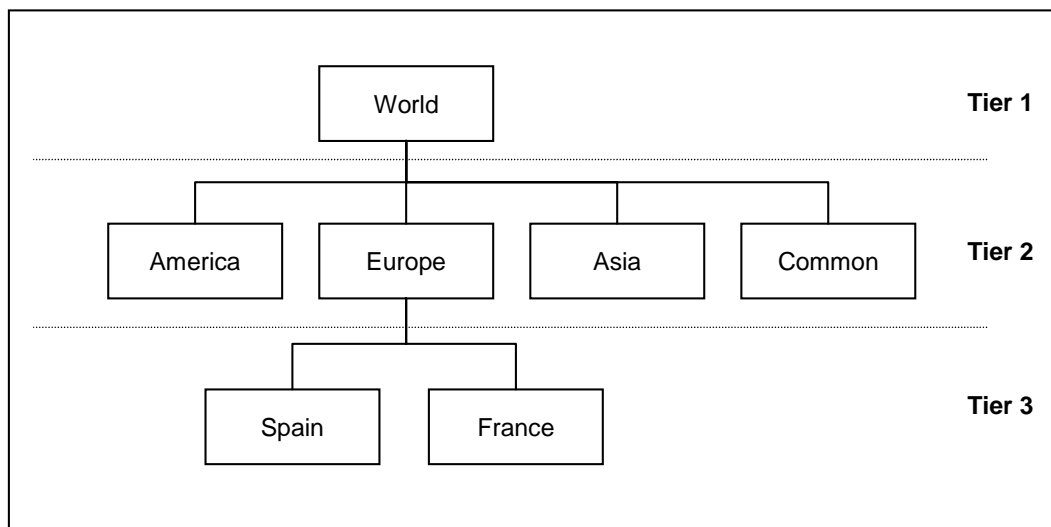 World
Tier 1
America
Europe
Asia
Common
Tier 2
Spain
France
Tier 3